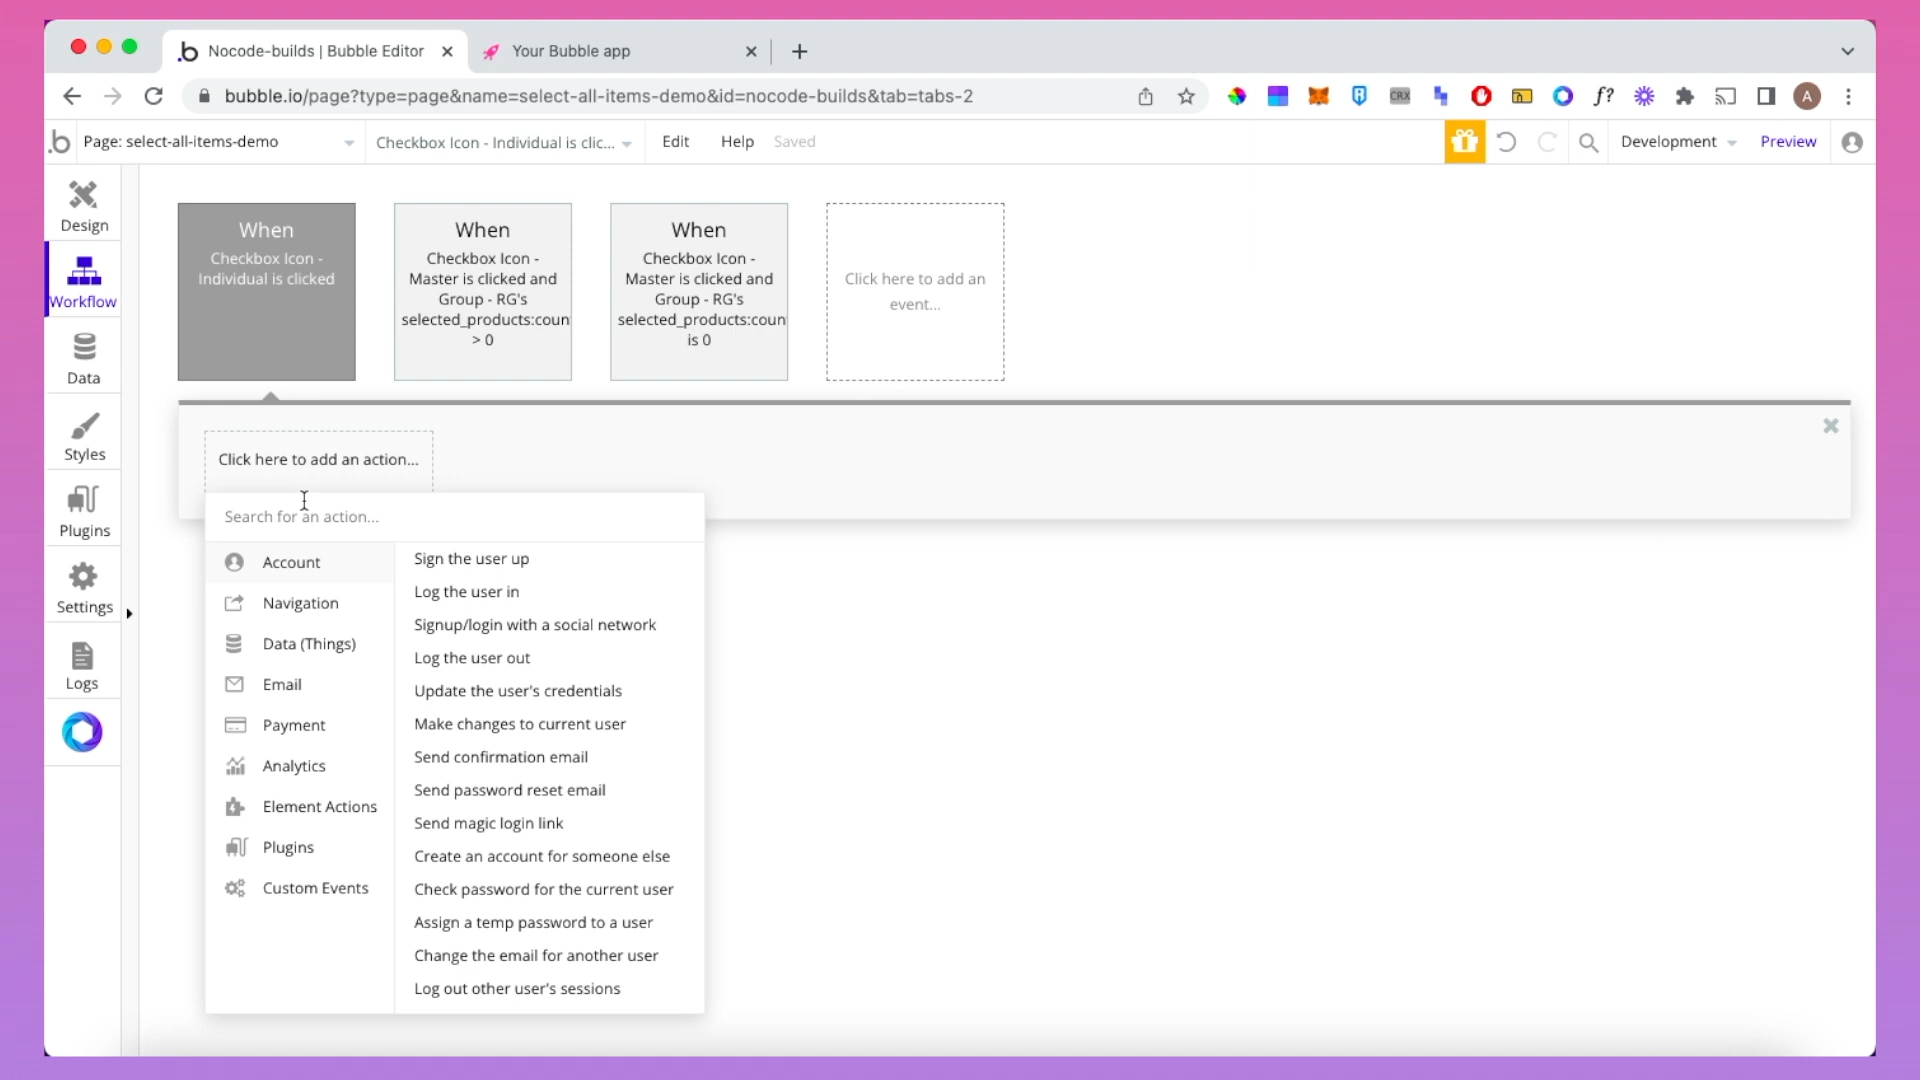 Nocode-builds | Bubble Editor
Your Bubble app
bubble.io/page?type=page&name=select-all-items-demo&id=nocode-builds&tab=tabs-2
CRX
f?
A
b
Page: select-all-items-demo
Checkbox Icon - Individual is clic...
Edit
Help
Saved
Development
Preview
Design
Workflow
Data
Styles
Plugins
Settings
Logs
When
Checkbox Icon -
Individual is clicked
When
Checkbox Icon -
Master is clicked and
Group - RG's
selected_products:coun
> 0
When
Checkbox Icon -
Master is clicked and
Group - RG's
selected_products:coun
is 0
Click here to add an
event...
Click here to add an action...
Search for an action...
Account
Navigation
Data (Things)
Email
Payment
Analytics
Element Actions
Plugins
Custom Events
Sign the user up
Log the user in
Signup/login with a social network
Log the user out
Update the user's credentials
Make changes to current user
Send confirmation email
Send password reset email
Send magic login link
Create an account for someone else
Check password for the current user
Assign a temp password to a user
Change the email for another user
Log out other user's sessions